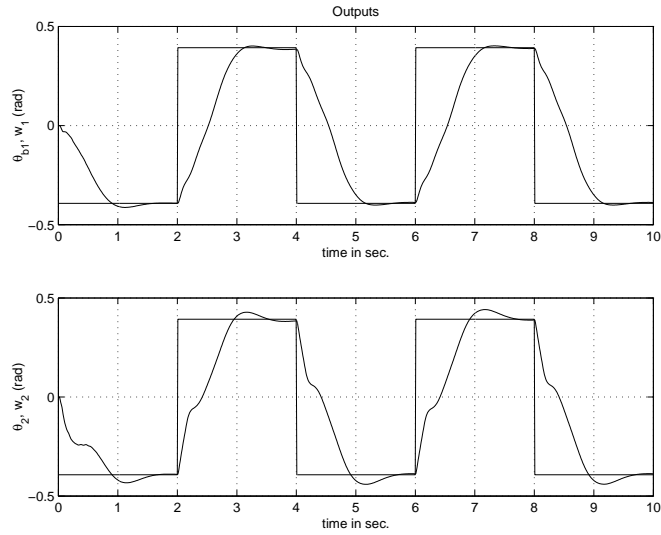 Outputs
0.5
0
−0.5
θb1, w1 (rad)
0 1 2 3 4 5 6 7 8 9 10
time in sec.
0.5
0
−0.5
θ2, w2 (rad)
0 1 2 3 4 5 6 7 8 9 10
time in sec.